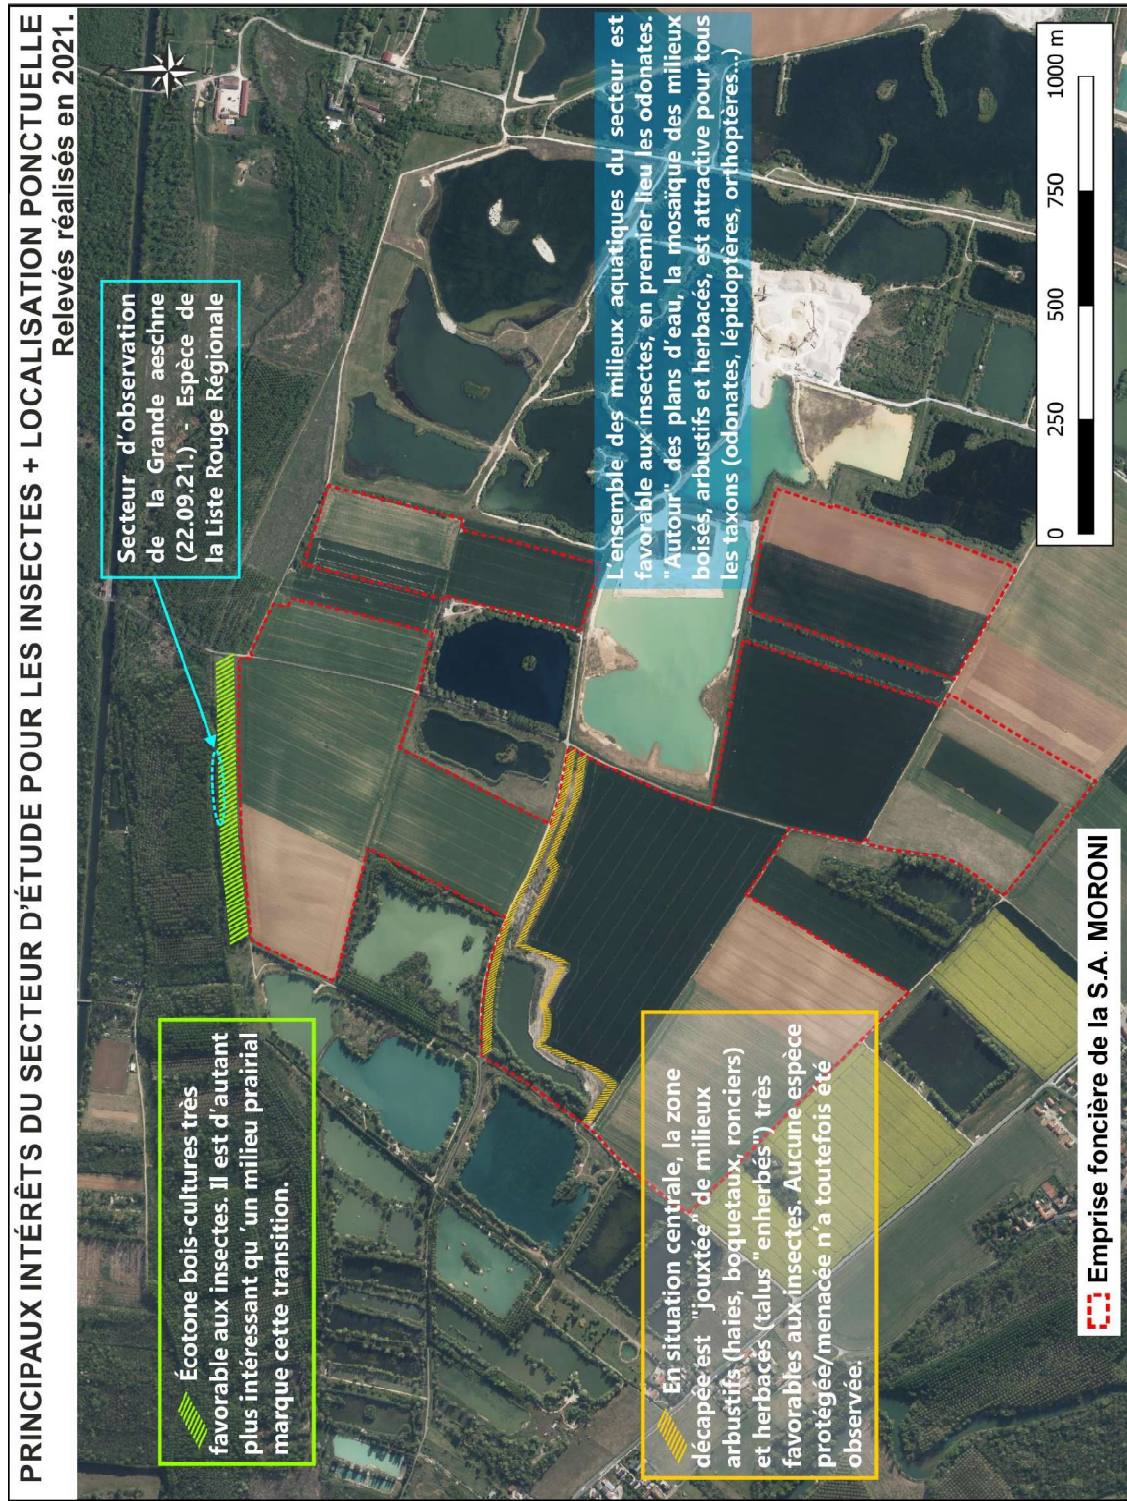 PRINCIPAUX INTÉRÊTS DU SECTEUR D'ÉTUDE POUR LES INSECTES + LOCALISATION PONCTUELLE
Relevés réalisés en 2021.
Écotone bois-cultures très
favorable aux insectes. Il est d'autant
plus intéressant qu 'un milieu prairial
marque cette transition.
Secteur d'observation
de la Grande aeschne
(22.09.21.) - Espèce de
la Liste Rouge Régionale
N
En situation centrale, la zone
décapée est "jouxtée" de milieux
arbustifs (haies, boquetaux, ronciers)
et herbacés (talus "enherbés") très
favorables aux insectes. Aucune espèce
protégée/menacée n'a toutefois été
observée.
L'ensemble des milieux aquatiques du secteur est
favorable aux insectes, en premier lieu les odonates.
"Autour" des plans d'eau, la mosaïque des milieux
boisés, arbustifs et herbacés, est attractive pour tous
les taxons (odonates, lépidoptères, orthoptères...)
Emprise foncière de la S.A. MORONI
0 250 500 750 1000 m